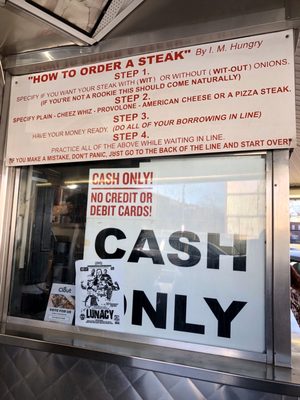 "HOW TO ORDER A STEAK" By I. M. Hungry
STEP 1.
SPECIFY IF YOU WANT YOUR STEAK WITH (WIT) OR WITHOUT (WIT-OUT) ONIONS.
(IF YOU'RE NOT A ROOKIE THIS SHOULD COME NATURALLY)
STEP 2.
SPECIFY PLAIN - CHEEZ WHIZ - PROVOLONE - AMERICAN CHEESE OR A PIZZA STEAK.
STEP 3.
HAVE YOUR MONEY READY. (DO ALL OF YOUR BORROWING IN LINE)
STEP 4.
PRACTICE ALL OF THE ABOVE WHILE WAITING IN LINE.
IF YOU MAKE A MISTAKE, DON'T PANIC, JUST GO TO THE BACK OF THE LINE AND START OVER!
CASH ONLY!
NO CREDIT OR
DEBIT CARDS!
CASH
ONLY
LUNACY